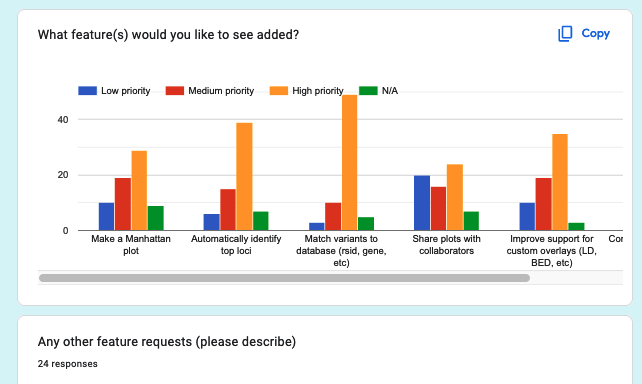 What feature(s) would you like to see added?
Copy
Low priority
Medium priority
High priority
N/A
40
20
0
Make a Manhattan
plot
Automatically identify
top loci
Match variants to
database (rsid, gene,
etc)
Share plots with
collaborators
Improve support for
custom overlays (LD,
BED, etc)
Any other feature requests (please describe)
24 responses